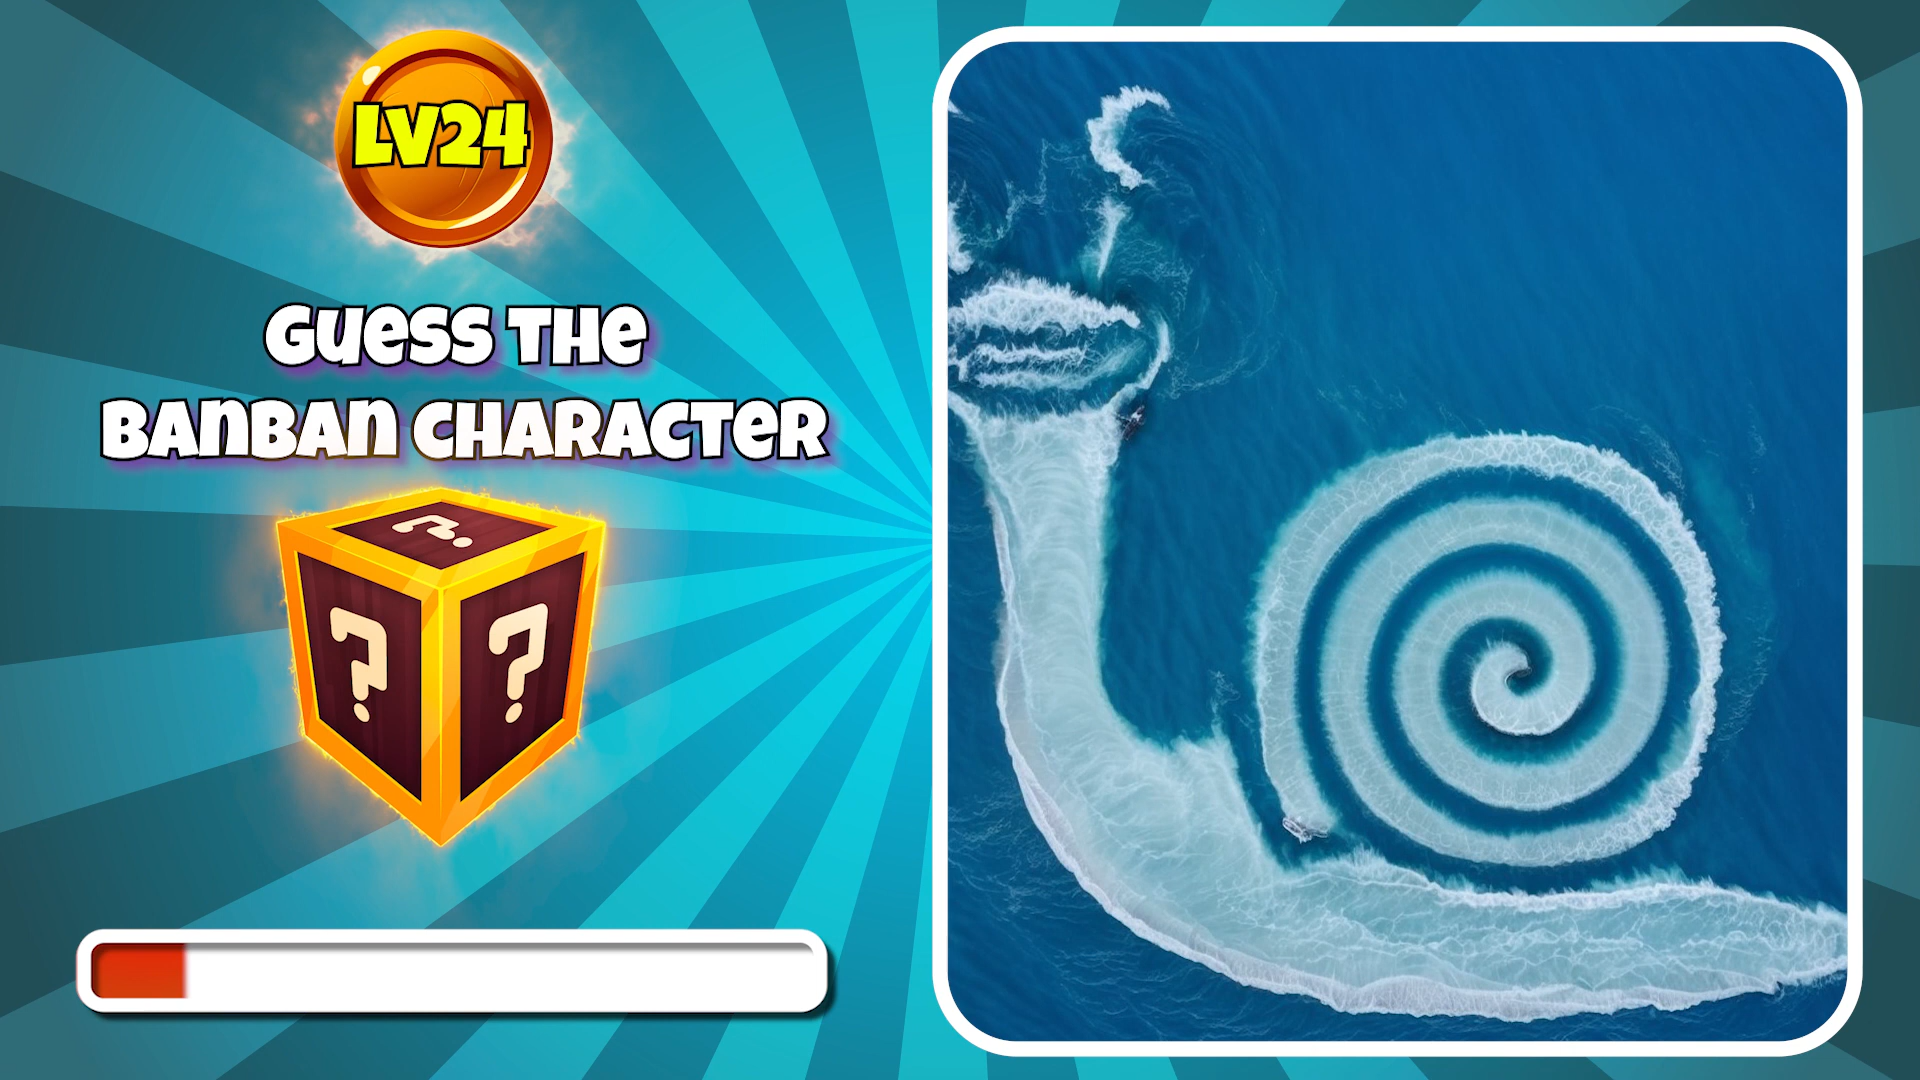 LV24
GUESS THE
BANBAN CHARACTER
?
? ?